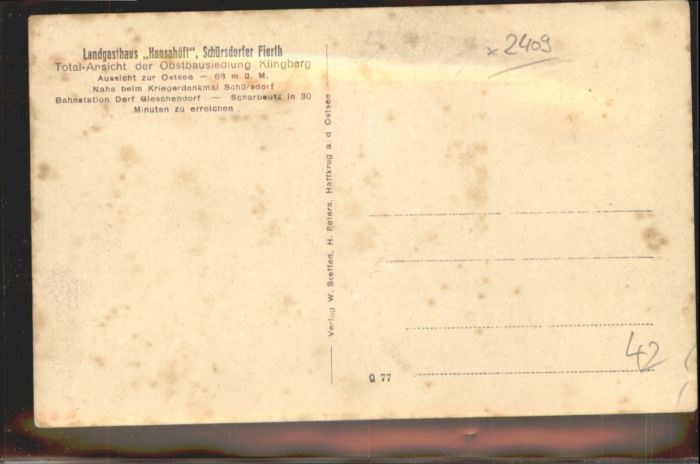 Landgasthaus „Hansahöft", Schürsdorfer Fierth
Total-Ansicht der Obstbausiedlung Klingberg
Aussicht zur Ostsee — 63 m ü. M.
Nahe beim Kriegerdenkmal Schürsdorf
Bahnstation Dorf Gleschendorf — Scharbeutz in 30
Minuten zu erreichen
Verlag W. Steffen, H. Peters, Haffkrug a. d Ostsee
x 2409
42
Q 77